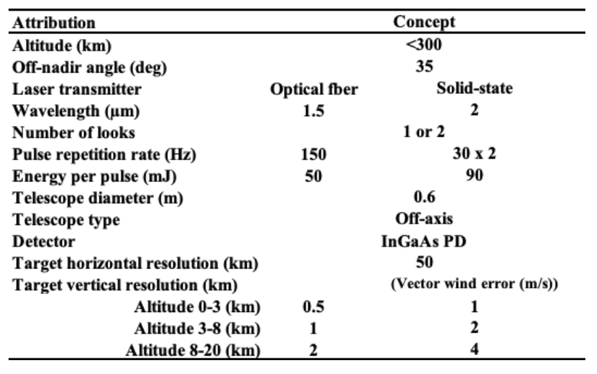 Attribution Concept
Altitude (km) <300
Off-nadir angle (deg) 35
Laser transmitter Optical fber Solid-state
Wavelength (μm) 1.5 2
Number of looks 1 or 2
Pulse repetition rate (Hz) 150 30 x 2
Energy per pulse (mJ) 50 90
Telescope diameter (m) 0.6
Telescope type Off-axis
Detector InGaAs PD
Target horizontal resolution (km) 50
Target vertical resolution (km) (Vector wind error (m/s))
Altitude 0-3 (km) 0.5 1
Altitude 3-8 (km) 1 2
Altitude 8-20 (km) 2 4